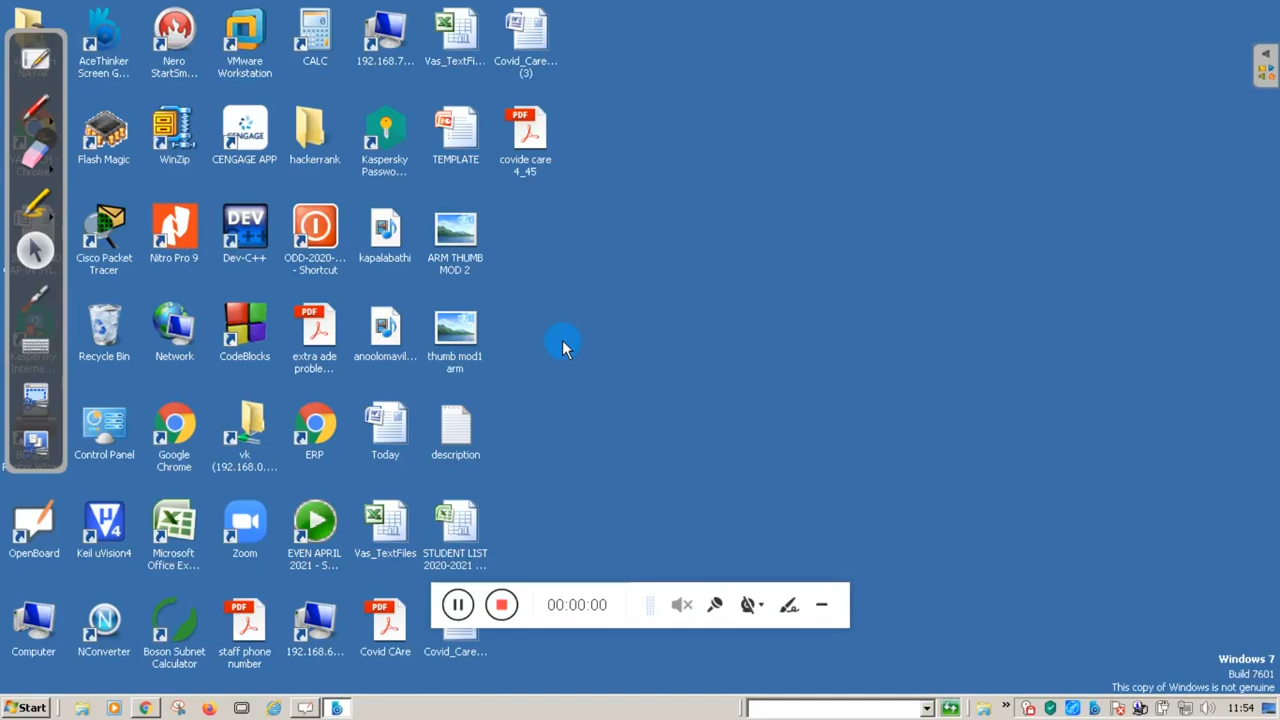 AceThinker
Screen G...
Nero
StartSm...
VMware
Workstation
CALC
192.168.7...
Vas_TextFi...
Covid_Care...
(3)
Flash Magic
WinZip
CENGAGE
CENGAGE APP
hackerrank
Kaspersky
Passwo...
TEMPLATE
PDF
covide care
4_45
Cisco Packet
Tracer
Nitro Pro 9
DEV
Dev-C++
ODD-2020-...
- Shortcut
kapalabathi
ARM THUMB
MOD 2
Recycle Bin
Network
CodeBlocks
PDF
extra ade
proble...
anoolomavil...
thumb mod1
arm
Control Panel
Google
Chrome
vk
(192.168.0....
ERP
Today
description
OpenBoard
Keil uVision4
Microsoft
Office Ex...
Zoom
EVEN APRIL
2021 - S...
Vas_TextFiles
STUDENT LIST
2020-2021 ...
00:00:00
Computer
NConverter
Boson Subnet
Calculator
PDF
staff phone
number
192.168.6...
PDF
Covid CAre
Covid_Care...
Windows 7
Build 7601
This copy of Windows is not genuine
Start
11:54